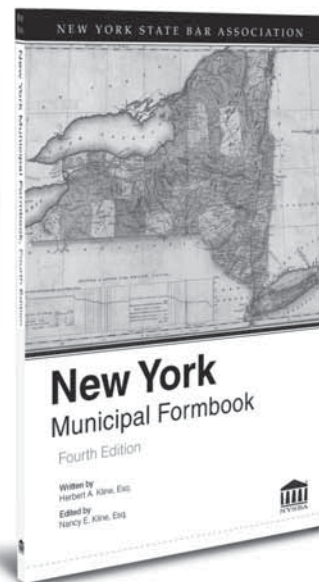 NEW YORK STATE BAR ASSOCIATION
New York Municipal Formbook, Fourth Edition
New York
Municipal Formbook
Fourth Edition
Written by
Herbert A. Kline, Esq.
Edited by
Nancy E. Kline, Esq.
NYSBA